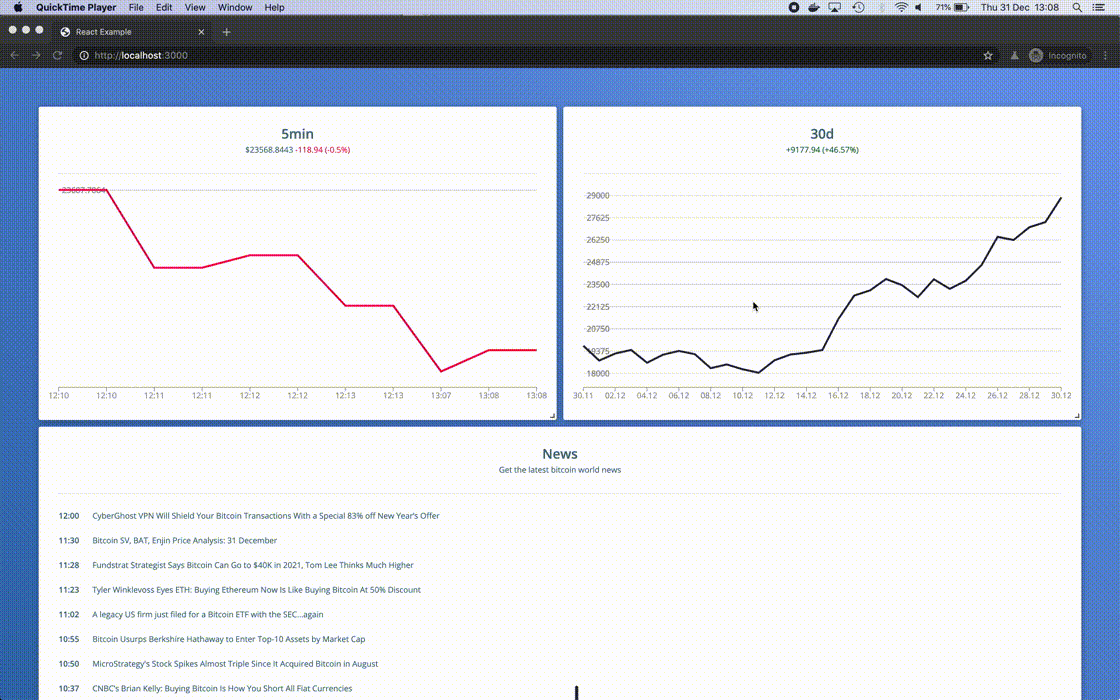 QuickTime Player File Edit View Window Help 71% Thu 31 Dec 13:08
React Example
http://localhost:3000 Incognito
5min
$23568.8443 -118.94 (-0.5%)
23687.7864
12:10 12:10 12:11 12:11 12:12 12:12 12:13 12:13 13:07 13:08 13:08
30d
+9177.94 (+46.57%)
29000
27625
26250
24875
23500
22125
20750
19375
18000
30.11 02.12 04.12 06.12 08.12 10.12 12.12 14.12 16.12 18.12 20.12 22.12 24.12 26.12 28.12 30.12
News
Get the latest bitcoin world news
12:00 CyberGhost VPN Will Shield Your Bitcoin Transactions With a Special 83% off New Year's Offer
11:30 Bitcoin SV, BAT, Enjin Price Analysis: 31 December
11:28 Fundstrat Strategist Says Bitcoin Can Go to $40K in 2021, Tom Lee Thinks Much Higher
11:23 Tyler Winklevoss Eyes ETH: Buying Ethereum Now Is Like Buying Bitcoin At 50% Discount
11:02 A legacy US firm just filed for a Bitcoin ETF with the SEC...again
10:55 Bitcoin Usurps Berkshire Hathaway to Enter Top-10 Assets by Market Cap
10:50 MicroStrategy's Stock Spikes Almost Triple Since It Acquired Bitcoin in August
10:37 CNBC's Brian Kelly: Buying Bitcoin Is How You Short All Fiat Currencies